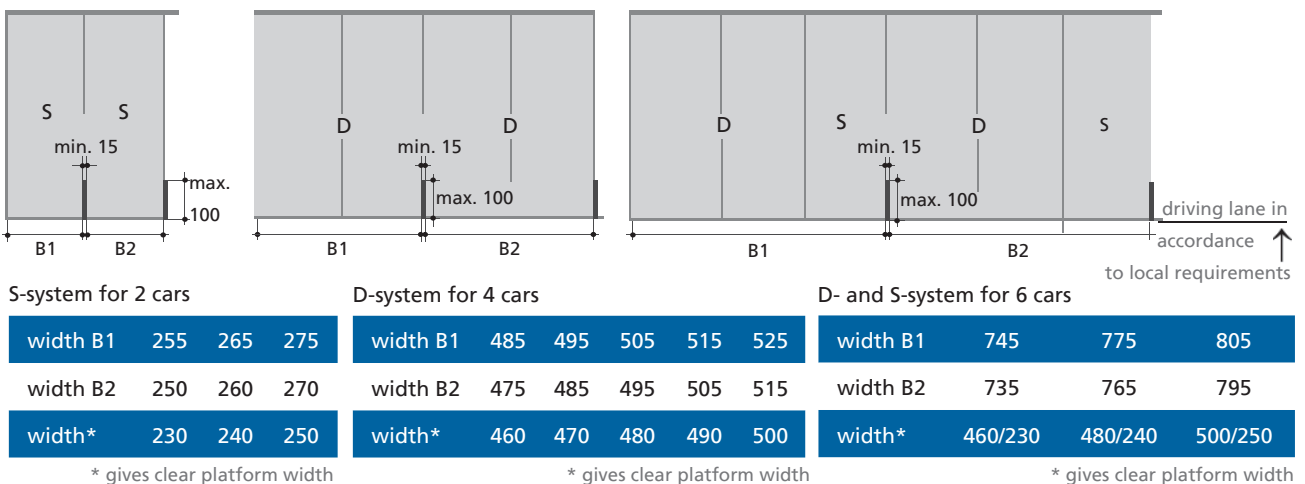 S S
min. 15
max.
100
B1 B2
D D
min. 15
max. 100
B1 B2
D S D S
min. 15
max. 100
B1 B2
driving lane in
accordance
to local requirements
S-system for 2 cars
width B1 255 265 275
width B2 250 260 270
width* 230 240 250
* gives clear platform width
D-system for 4 cars
width B1 485 495 505 515 525
width B2 475 485 495 505 515
width* 460 470 480 490 500
* gives clear platform width
D- and S-system for 6 cars
width B1 745 775 805
width B2 735 765 795
width* 460/230 480/240 500/250
* gives clear platform width